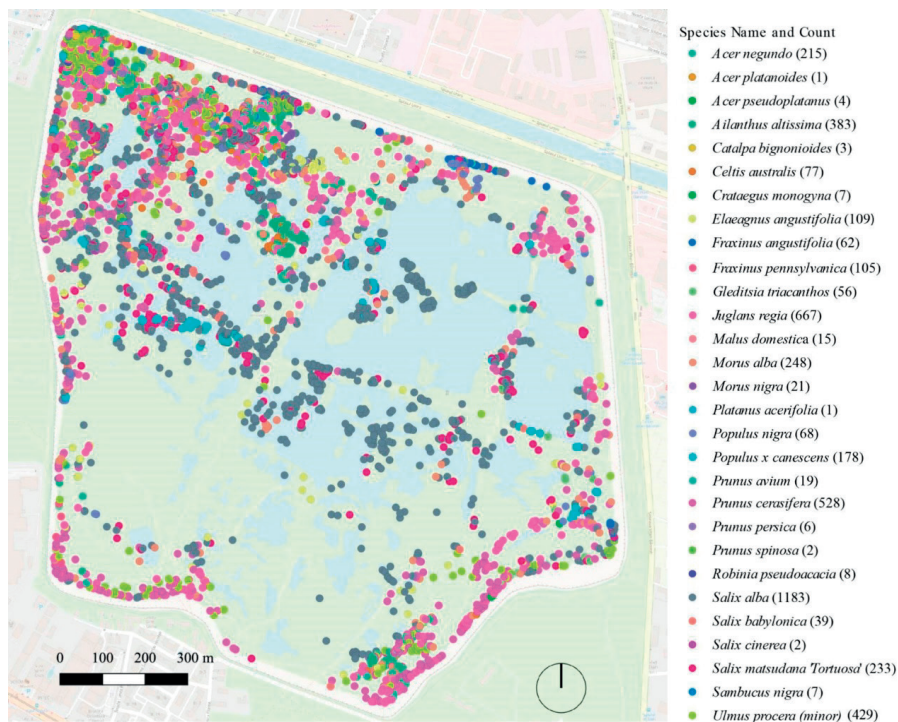 Species Name and Count
Acer negundo (215)
Acer platanoides (1)
Acer pseudoplatanus (4)
Ailanthus altissima (383)
Catalpa bignonioides (3)
Celtis australis (77)
Crataegus monogyna (7)
Elaeagnus angustifolia (109)
Fraxinus angustifolia (62)
Fraxinus pennsylvanica (105)
Gleditsia triacanthos (56)
Juglans regia (667)
Malus domestica (15)
Morus alba (248)
Morus nigra (21)
Platanus acerifolia (1)
Populus nigra (68)
Populus x canescens (178)
Prunus avium (19)
Prunus cerasifera (528)
Prunus persica (6)
Prunus spinosa (2)
Robinia pseudoacacia (8)
Salix alba (1183)
Salix babylonica (39)
Salix cinerea (2)
Salix matsudana 'Tortuosa' (233)
Sambucus nigra (7)
Ulmus procera (minor) (429)
0 100 200 300 m